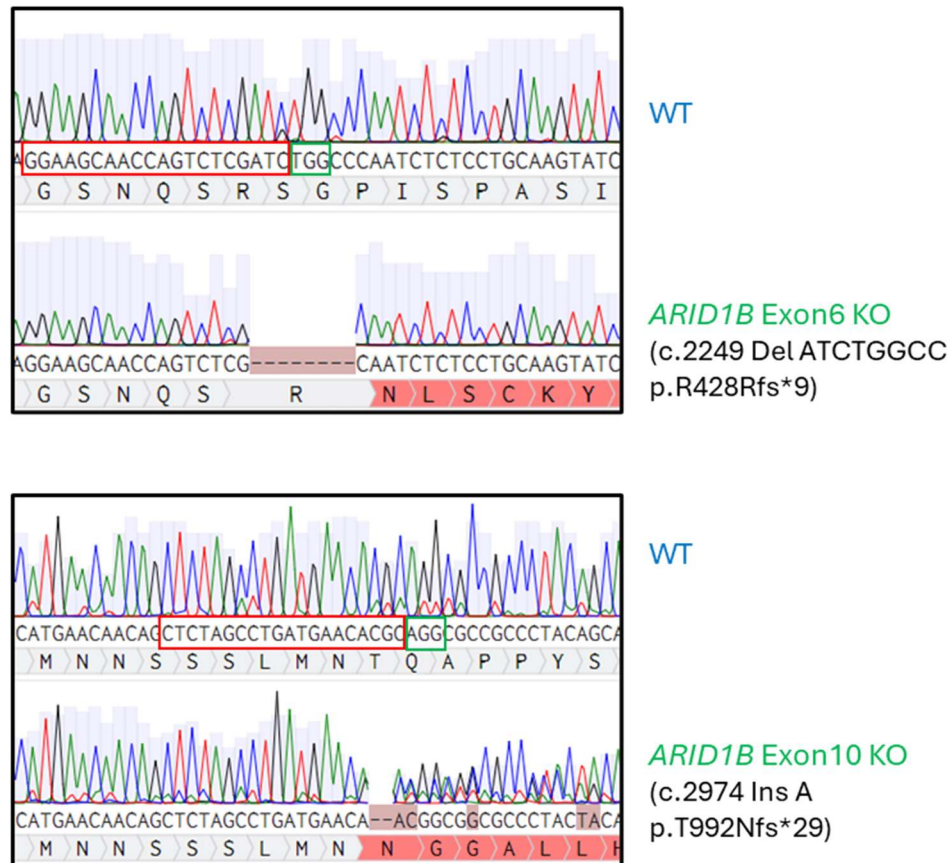 WT
AGGAAGCAACCAGTCTCGATCTGGCCCAATCTCTCCTGCAAGTATC
G S N Q S R S G P I S P A S I
ARID1B Exon6 KO
(c.2249 Del ATCTGGCC
p.R428Rfs*9)
AGGAAGCAACCAGTCTCG--------CAATCTCTCCTGCAAGTATC
G S N Q S R N L S C K Y
WT
CATGAACAACAGCTCTAGCCTGATGAACACGCAGGCGCCGCCCTACAGCA
M N N S S S L M N T Q A P P Y S
ARID1B Exon10 KO
(c.2974 Ins A
p.T992Nfs*29)
CATGAACAACAGCTCTAGCCTGATGAACA--ACGGCGGCGCCCTACTACA
M N N S S S L M N N G G A L L H